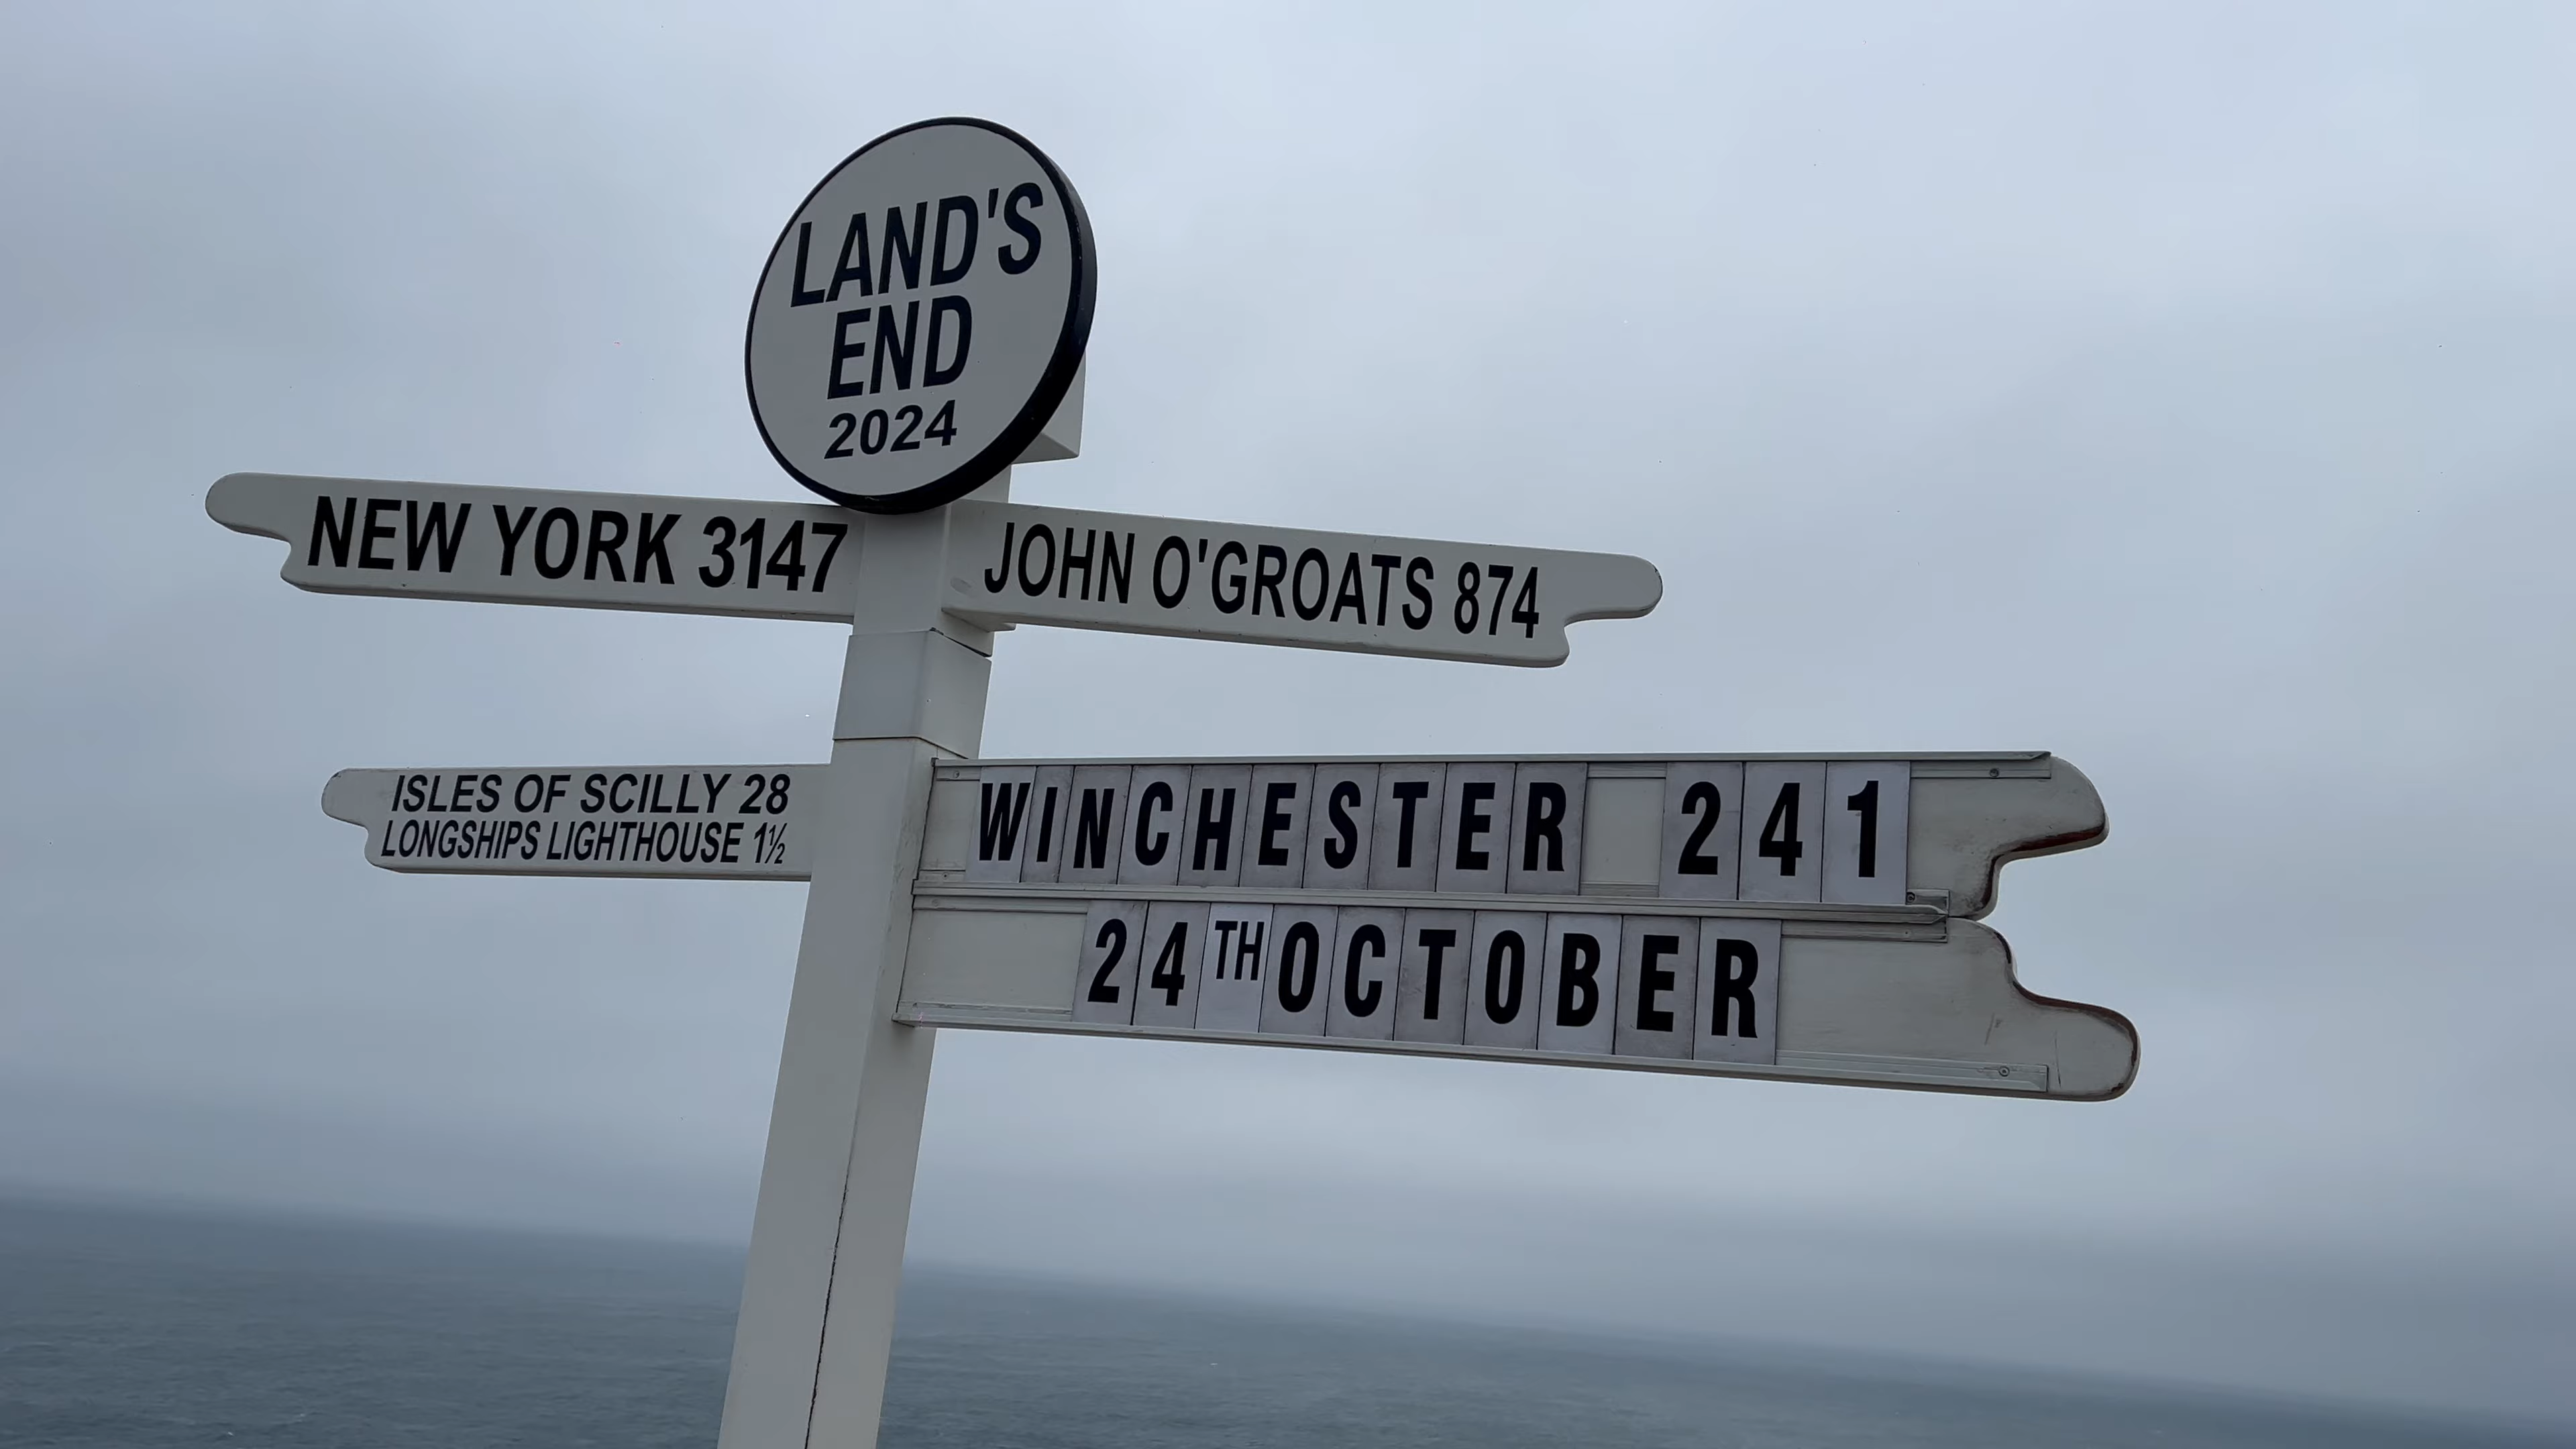 LAND'S
END
2024
NEW YORK 3147
JOHN O'GROATS 874
ISLES OF SCILLY 28
LONGSHIPS LIGHTHOUSE 1½
WINCHESTER 241
24TH OCTOBER